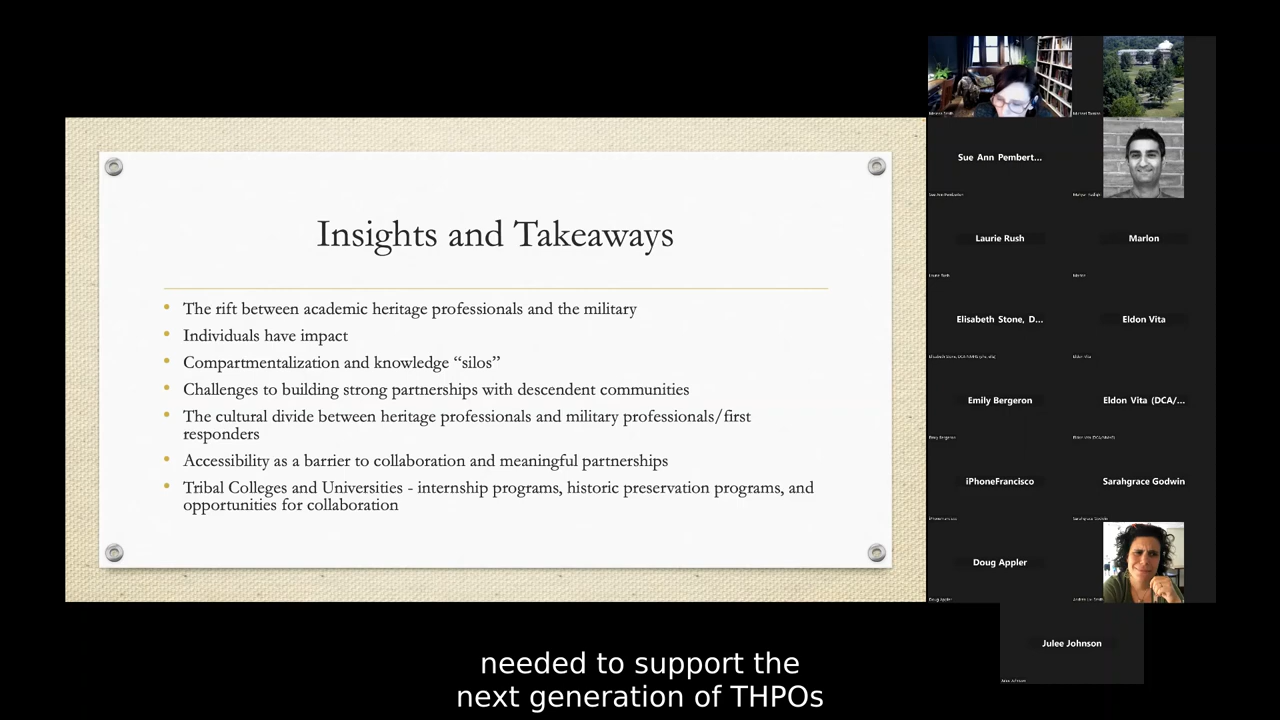 Insights and Takeaways
• The rift between academic heritage professionals and the military
• Individuals have impact
• Compartmentalization and knowledge “silos”
• Challenges to building strong partnerships with descendent communities
• The cultural divide between heritage professionals and military professionals/first
responders
• Accessibility as a barrier to collaboration and meaningful partnerships
• Tribal Colleges and Universities - internship programs, historic preservation programs, and
opportunities for collaboration
Sue Ann Pembert...
Laurie Rush
Marlon
Elisabeth Stone, D...
Eldon Vita
Emily Bergeron
Eldon Vita (DCA/...
iPhoneFrancisco
Sarahgrace Godwin
Doug Appler
Julee Johnson
needed to support the
next generation of THPOs